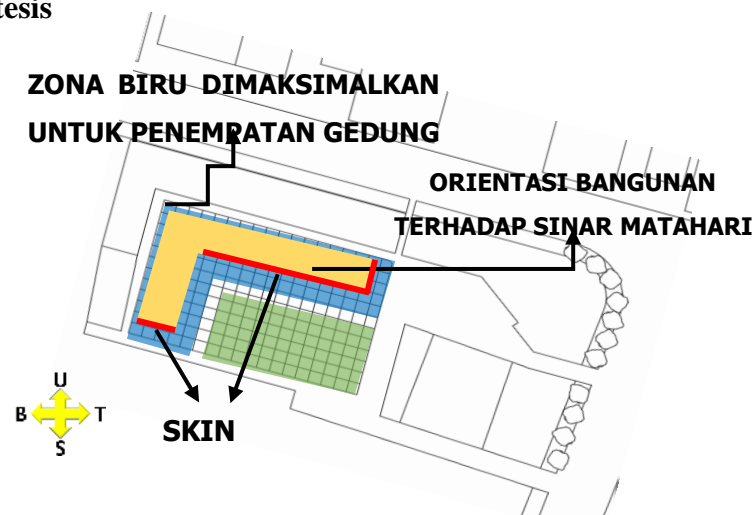 tesis
ZONA BIRU DIMAKSIMALKAN
UNTUK PENEMPATAN GEDUNG
ORIENTASI BANGUNAN
TERHADAP SINAR MATAHARI
U
B T
S
SKIN